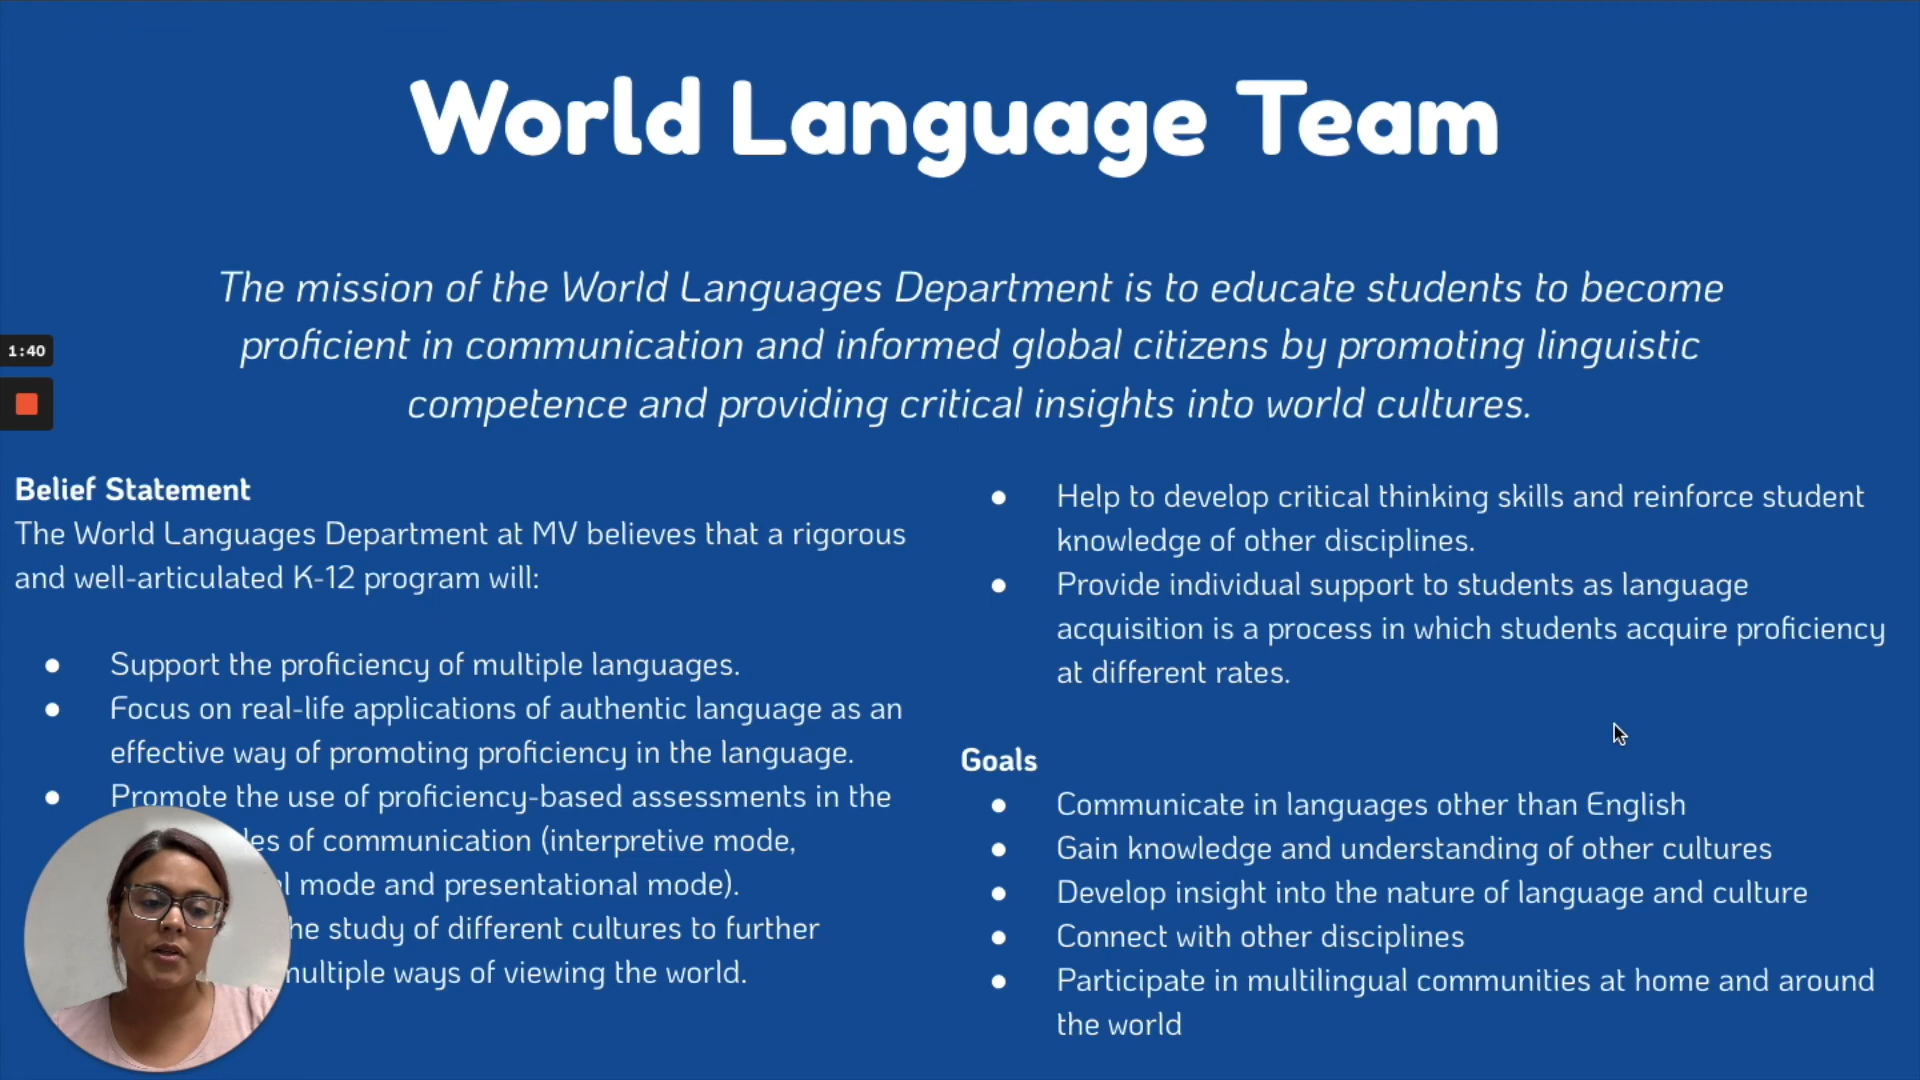 World Language Team
The mission of the World Languages Department is to educate students to become
proficient in communication and informed global citizens by promoting linguistic
competence and providing critical insights into world cultures.
1:40
Belief Statement
The World Languages Department at MV believes that a rigorous
and well-articulated K-12 program will:
● Support the proficiency of multiple languages.
● Focus on real-life applications of authentic language as an
effective way of promoting proficiency in the language.
● Promote the use of proficiency-based assessments in the
of communication (interpretive mode,
mode and presentational mode).
study of different cultures to further
multiple ways of viewing the world.
● Help to develop critical thinking skills and reinforce student
knowledge of other disciplines.
● Provide individual support to students as language
acquisition is a process in which students acquire proficiency
at different rates.
Goals
● Communicate in languages other than English
● Gain knowledge and understanding of other cultures
● Develop insight into the nature of language and culture
● Connect with other disciplines
● Participate in multilingual communities at home and around
the world